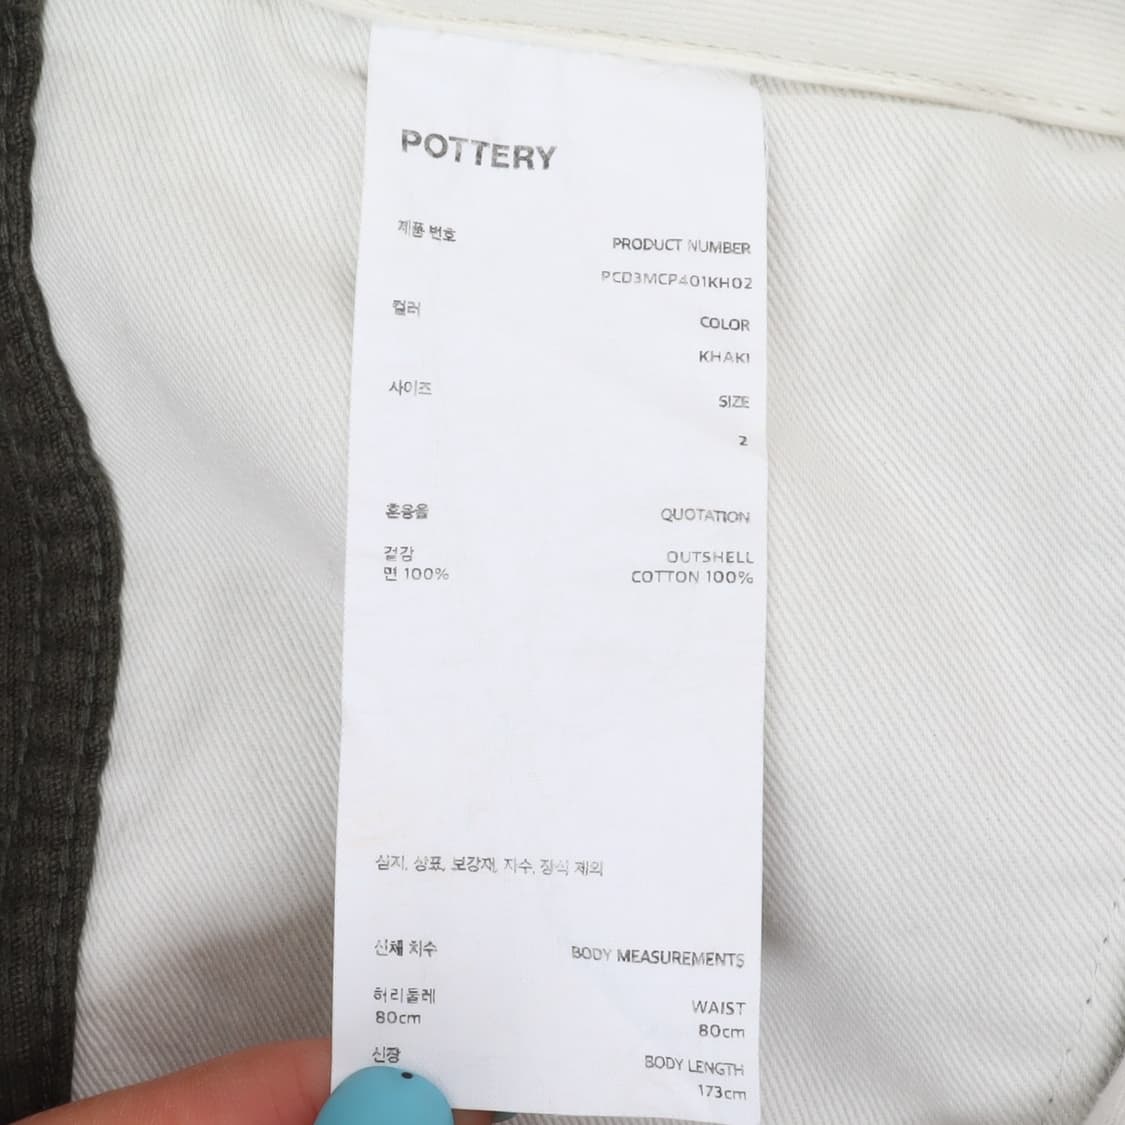 POTTERY
제품 번호 PRODUCT NUMBER
PCD3MCP401KH02
컬러 COLOR
KHAKI
사이즈 SIZE
2
혼용율 QUOTATION
겉감 OUTSHELL
면 100% COTTON 100%
심지, 상표, 보강재, 자수, 장식 제외
신체 치수 BODY MEASUREMENTS
허리둘레 WAIST
80cm 80cm
신장 BODY LENGTH
173cm